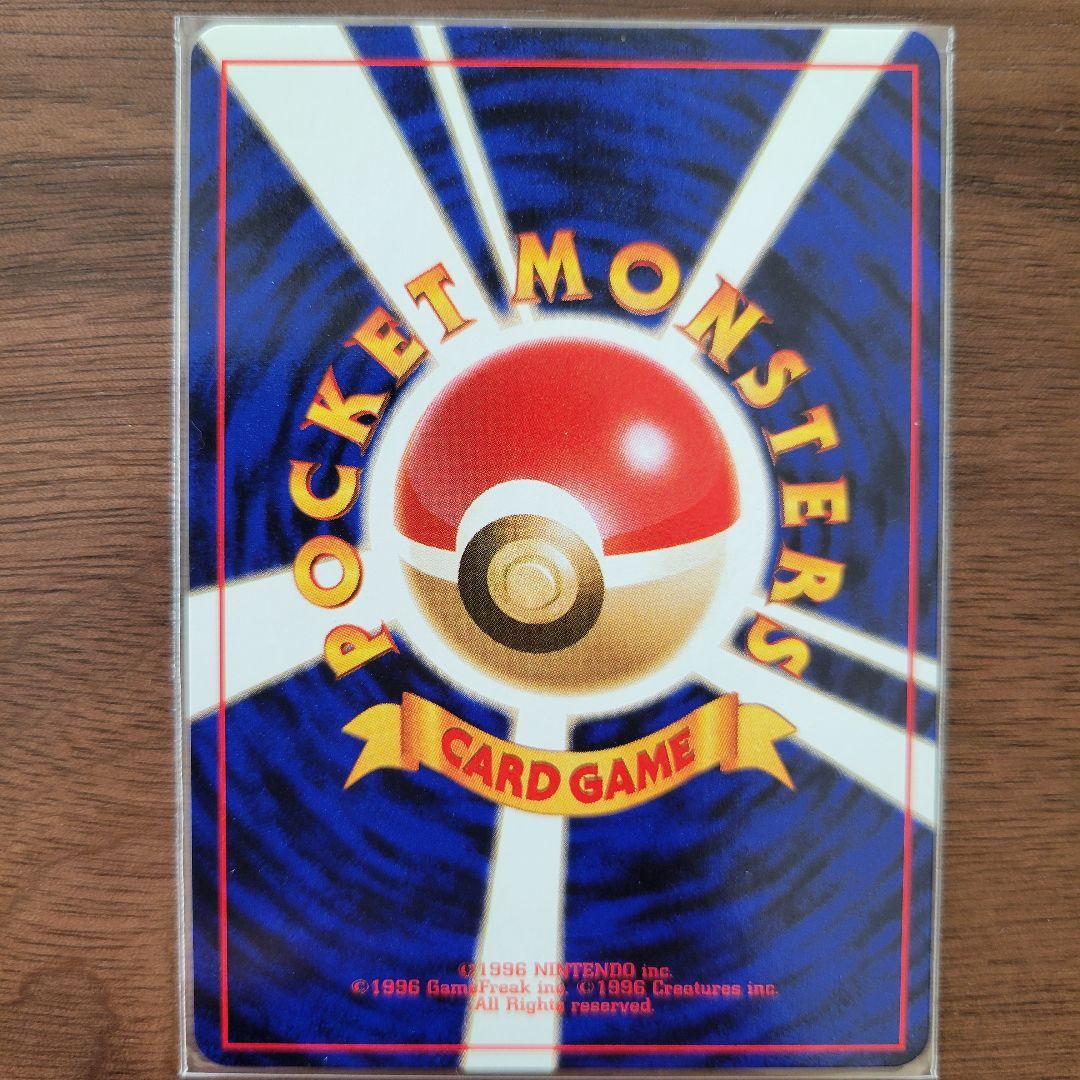 POCKET MONSTERS
CARD GAME
©1996 NINTENDO inc.
©1996 GameFreak inc. ©1996 Creatures inc.
All Rights reserved.